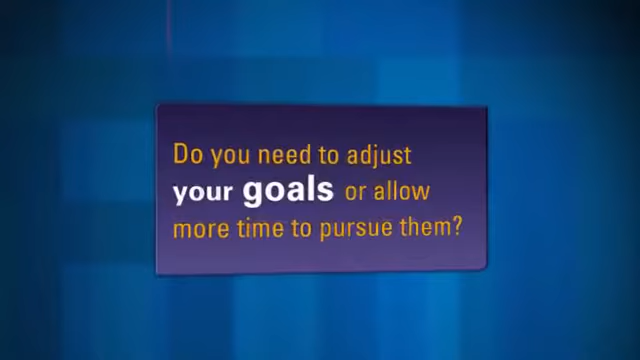 Do you need to adjust
your goals or allow
more time to pursue them?